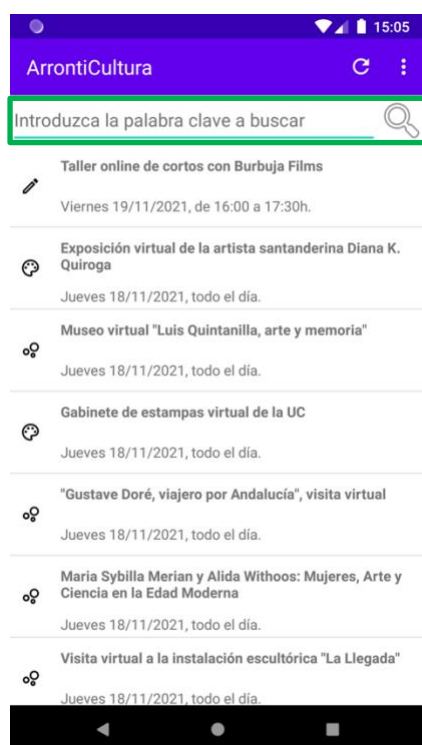 15:05
ArrontiCultura
Introduzca la palabra clave a buscar
Taller online de cortos con Burbuja Films
Viernes 19/11/2021, de 16:00 a 17:30h.
Exposición virtual de la artista santanderina Diana K.
Quiroga
Jueves 18/11/2021, todo el día.
Museo virtual "Luis Quintanilla, arte y memoria"
Jueves 18/11/2021, todo el día.
Gabinete de estampas virtual de la UC
Jueves 18/11/2021, todo el día.
"Gustave Doré, viajero por Andalucía", visita virtual
Jueves 18/11/2021, todo el día.
Maria Sybilla Merian y Alida Withoos: Mujeres, Arte y
Ciencia en la Edad Moderna
Jueves 18/11/2021, todo el día.
Visita virtual a la instalación escultórica "La Llegada"
Jueves 18/11/2021, todo el día.